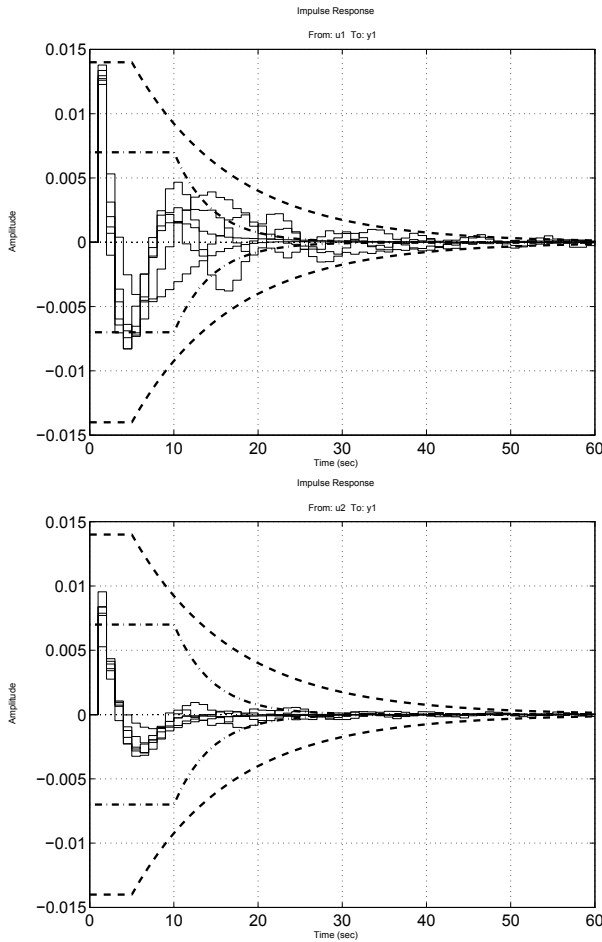 Impulse Response
From: u1 To: y1
0.015
0.01
0.005
0
−0.005
−0.01
−0.015
Amplitude
0 10 20 30 40 50 60
Time (sec)
Impulse Response
From: u2 To: y1
0.015
0.01
0.005
0
−0.005
−0.01
−0.015
Amplitude
0 10 20 30 40 50 60
Time (sec)